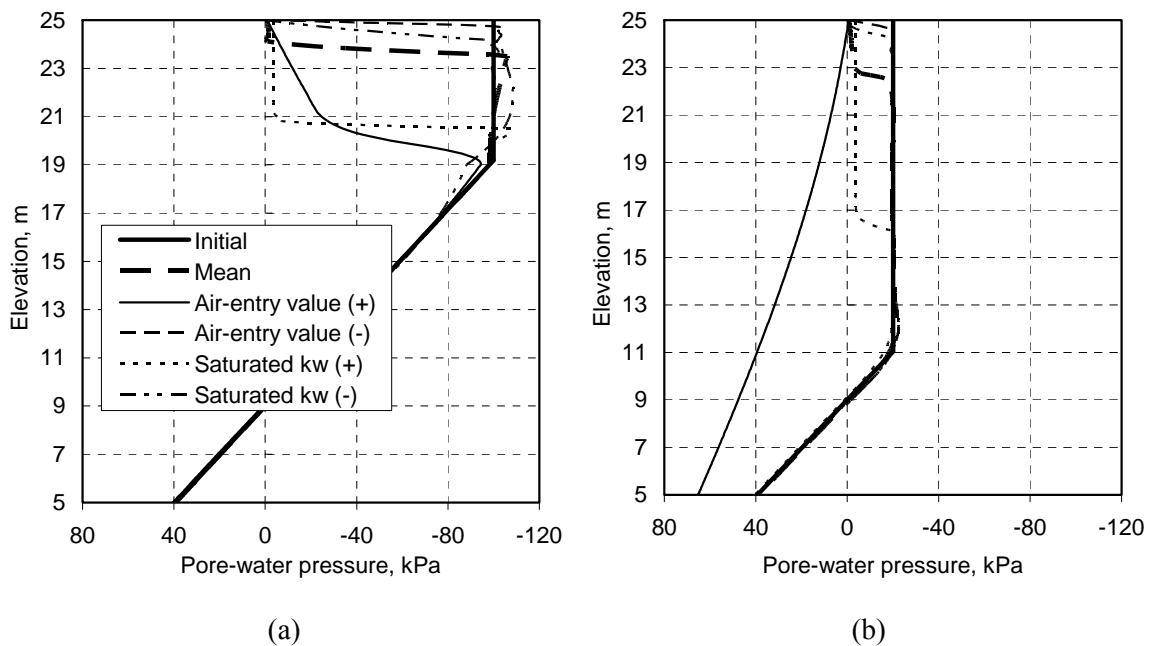 25
23
21
19
17
15
13
11
9
7
5
Elevation, m
Initial
Mean
Air-entry value (+)
Air-entry value (-)
Saturated kw (+)
Saturated kw (-)
80 40 0 -40 -80 -120
Pore-water pressure, kPa
(a)
25
23
21
19
17
15
13
11
9
7
5
Elevation, m
80 40 0 -40 -80 -120
Pore-water pressure, kPa
(b)